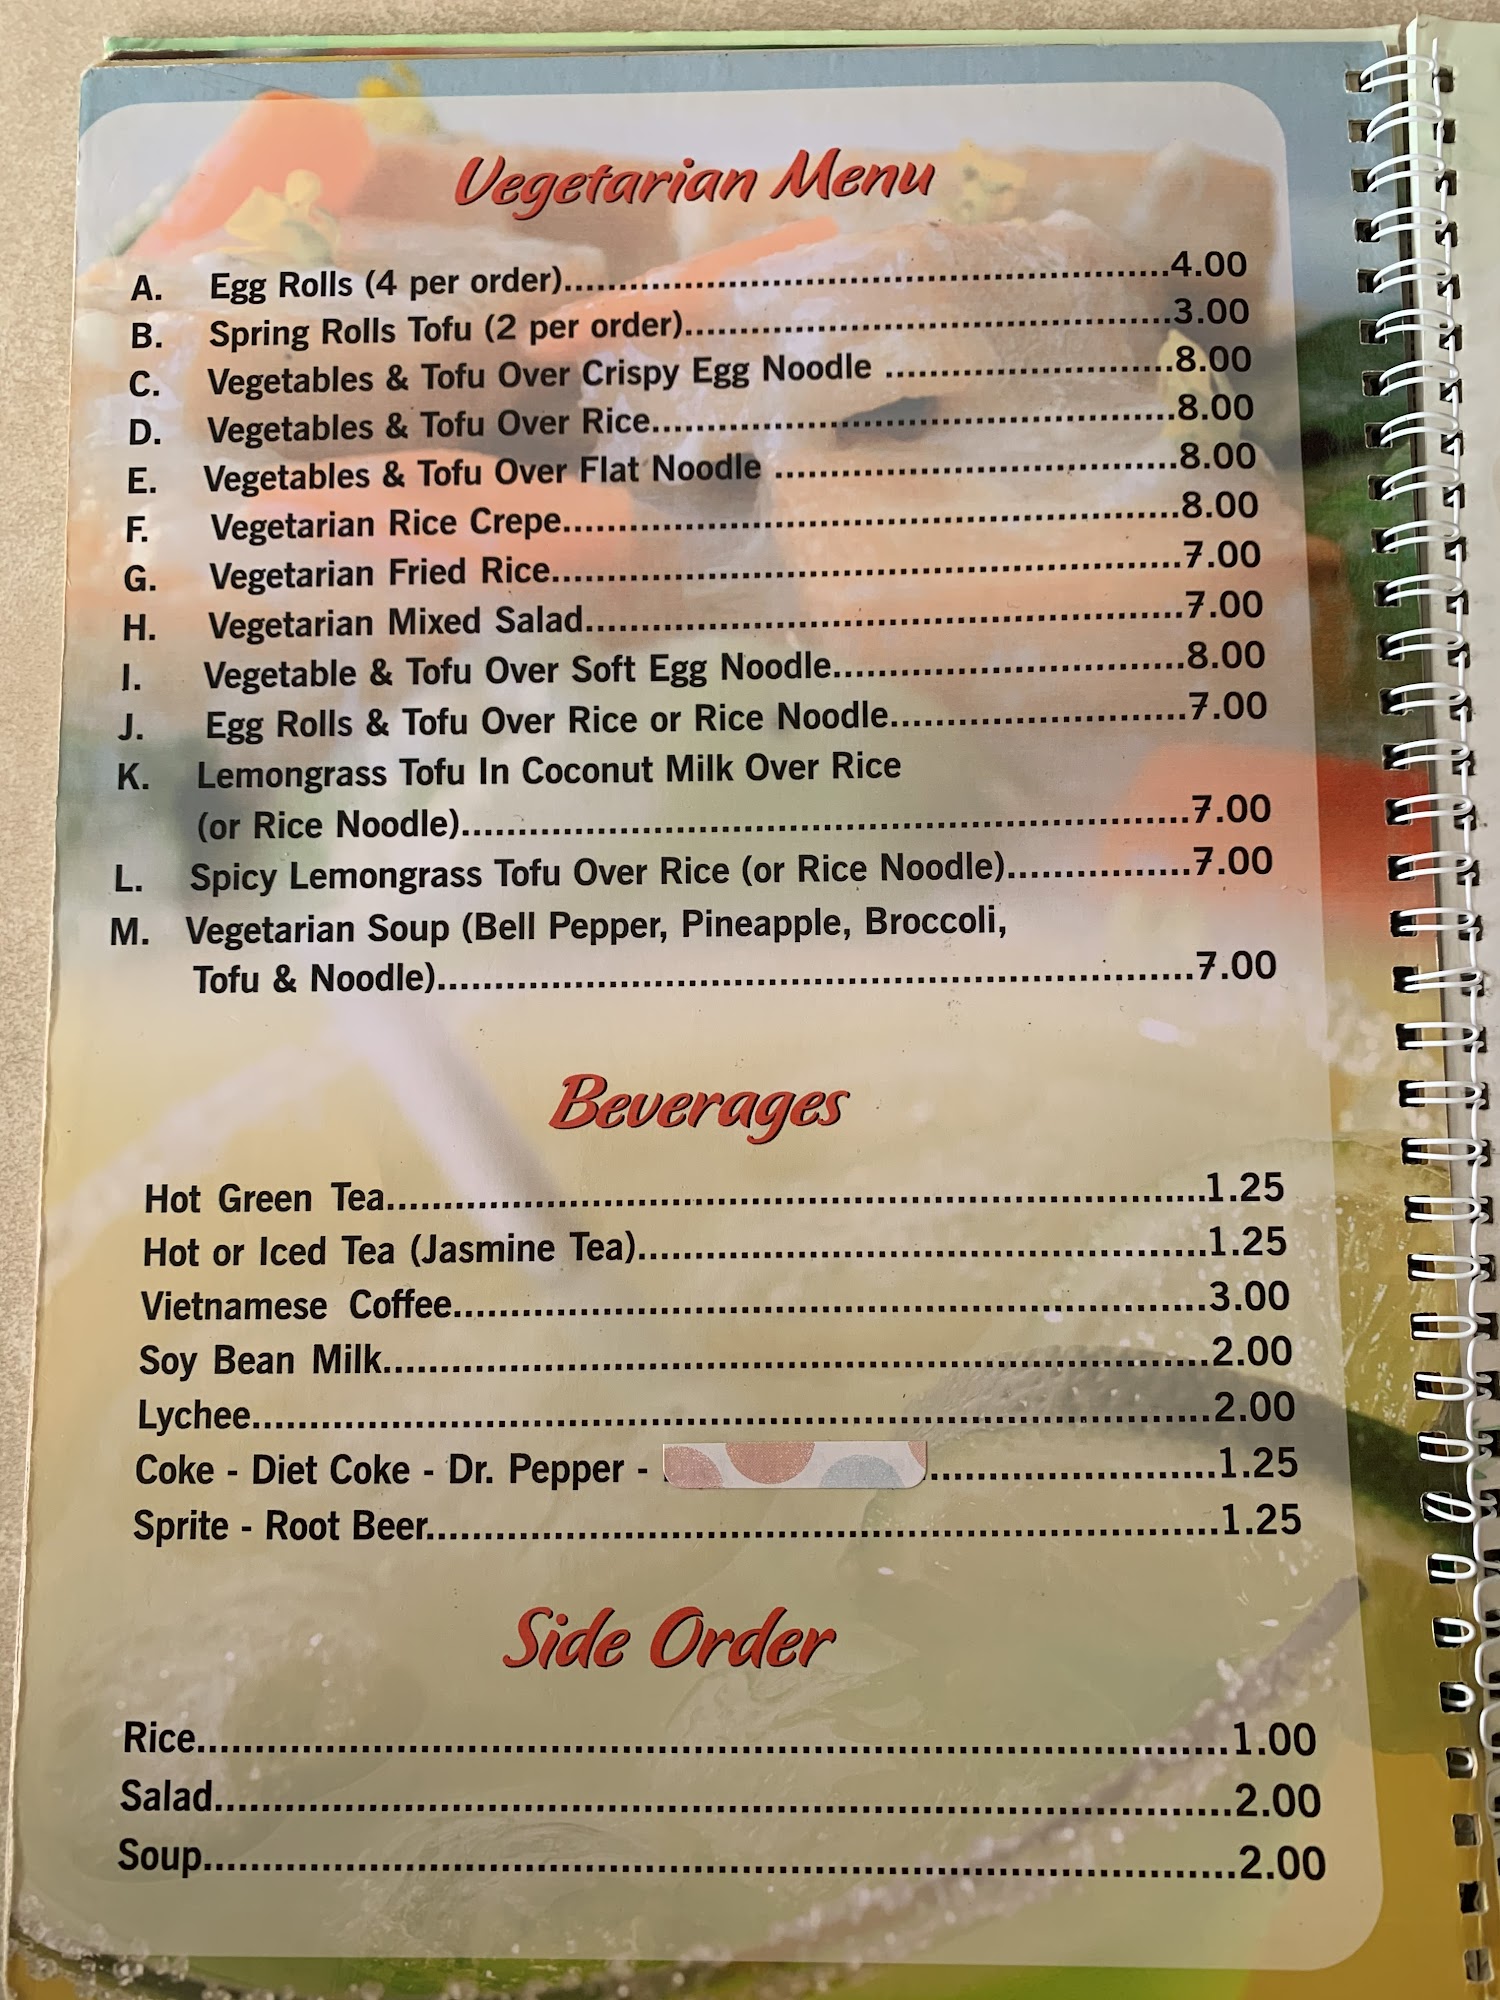 Vegetarian Menu
A. Egg Rolls (4 per order)..........4.00
B. Spring Rolls Tofu (2 per order)..........3.00
C. Vegetables & Tofu Over Crispy Egg Noodle ..........8.00
D. Vegetables & Tofu Over Rice..........8.00
E. Vegetables & Tofu Over Flat Noodle ..........8.00
F. Vegetarian Rice Crepe..........8.00
G. Vegetarian Fried Rice..........7.00
H. Vegetarian Mixed Salad..........7.00
I. Vegetable & Tofu Over Soft Egg Noodle..........8.00
J. Egg Rolls & Tofu Over Rice or Rice Noodle..........7.00
K. Lemongrass Tofu In Coconut Milk Over Rice
(or Rice Noodle)..........7.00
L. Spicy Lemongrass Tofu Over Rice (or Rice Noodle)..........7.00
M. Vegetarian Soup (Bell Pepper, Pineapple, Broccoli,
Tofu & Noodle)..........7.00
Beverages
Hot Green Tea..........1.25
Hot or Iced Tea (Jasmine Tea)..........1.25
Vietnamese Coffee..........3.00
Soy Bean Milk..........2.00
Lychee..........2.00
Coke - Diet Coke - Dr. Pepper - ..........1.25
Sprite - Root Beer..........1.25
Side Order
Rice..........1.00
Salad..........2.00
Soup..........2.00